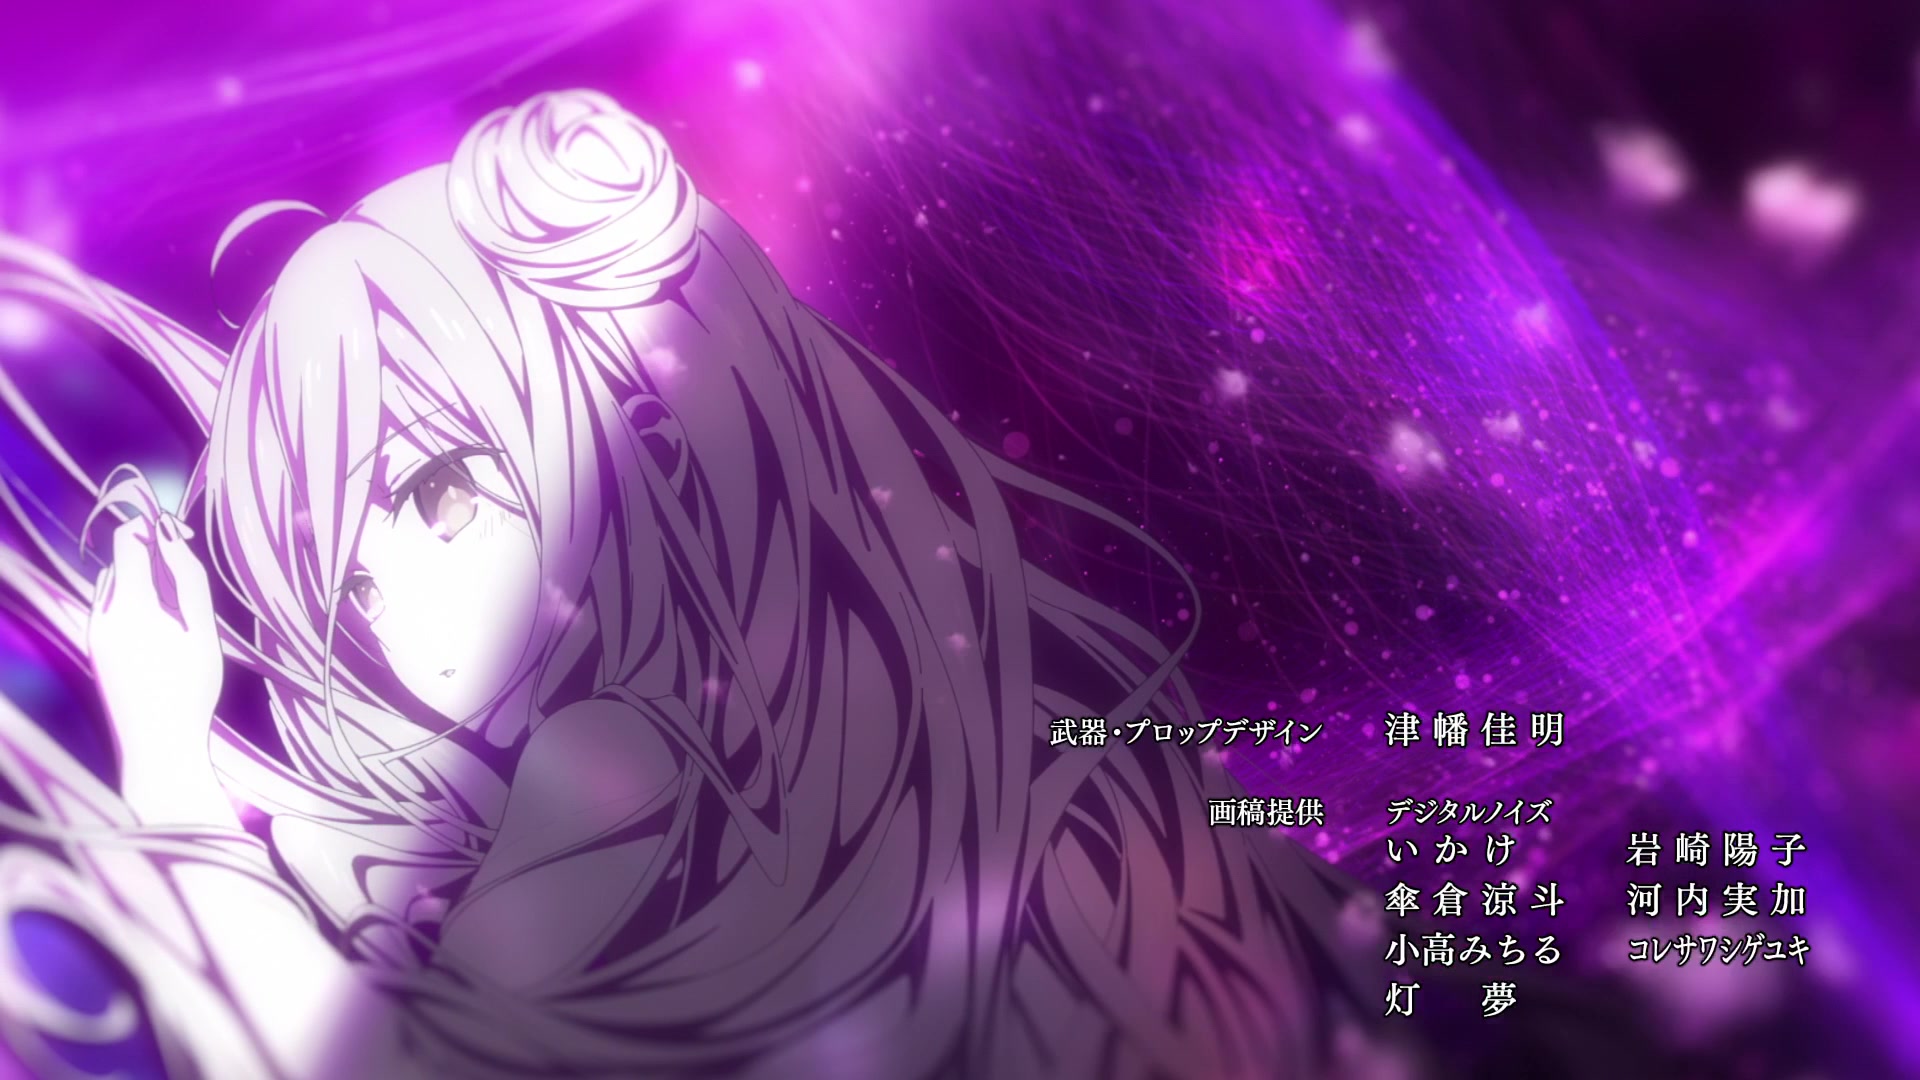 武器・プロップデザイン　津幡佳明
画稿提供　デジタルノイズ
いかけ　岩崎陽子
傘倉涼斗　河内実加
小高みちる　コレサワシゲユキ
灯夢